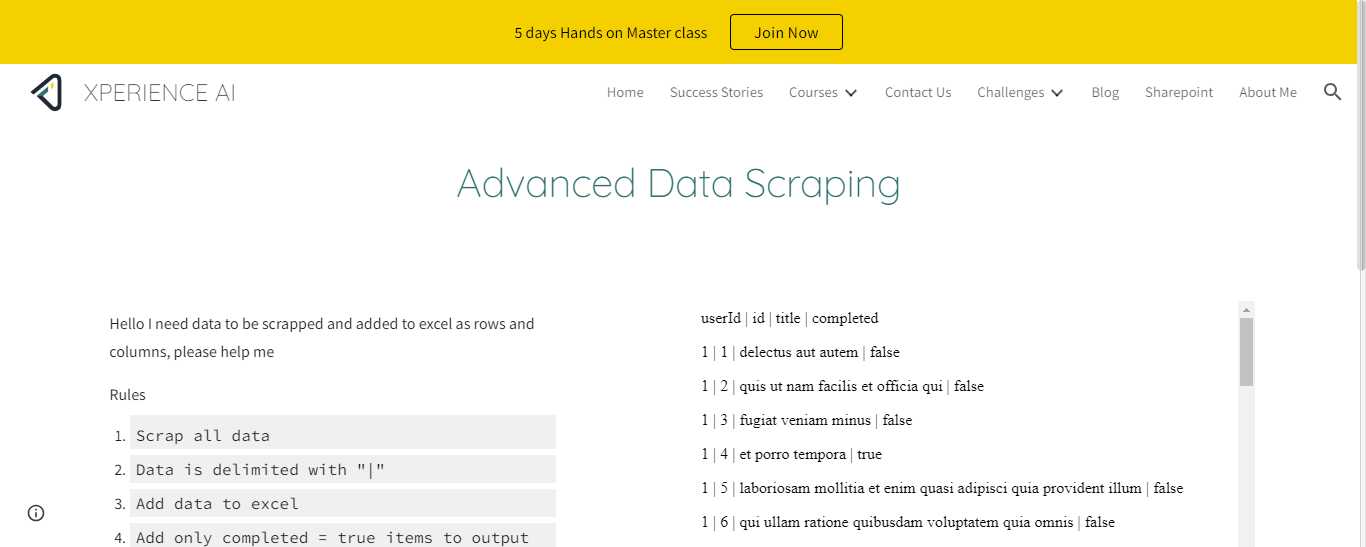 5 days Hands on Master class Join Now
XPERIENCE AI Home Success Stories Courses Contact Us Challenges Blog Sharepoint About Me
Advanced Data Scraping
Hello I need data to be scrapped and added to excel as rows and
columns, please help me
Rules
1. Scrap all data
2. Data is delimited with "|"
3. Add data to excel
4. Add only completed = true items to output
userId | id | title | completed
1 | 1 | delectus aut autem | false
1 | 2 | quis ut nam facilis et officia qui | false
1 | 3 | fugiat veniam minus | false
1 | 4 | et porro tempora | true
1 | 5 | laboriosam mollitia et enim quasi adipisci quia provident illum | false
1 | 6 | qui ullam ratione quibusdam voluptatem quia omnis | false